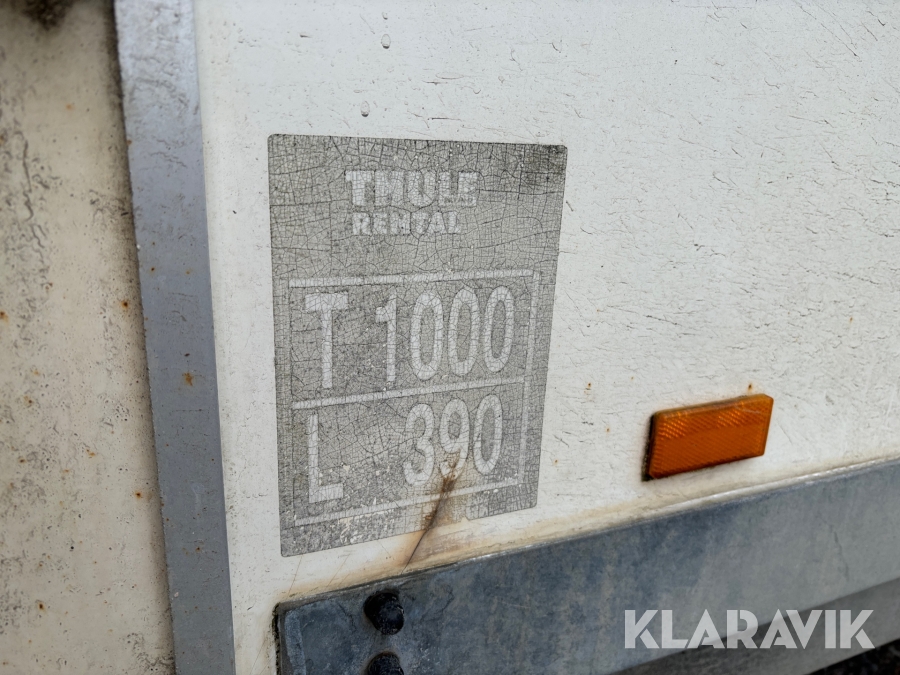 THULE
RENTAL
T 1000
L 390
KLARAVIK